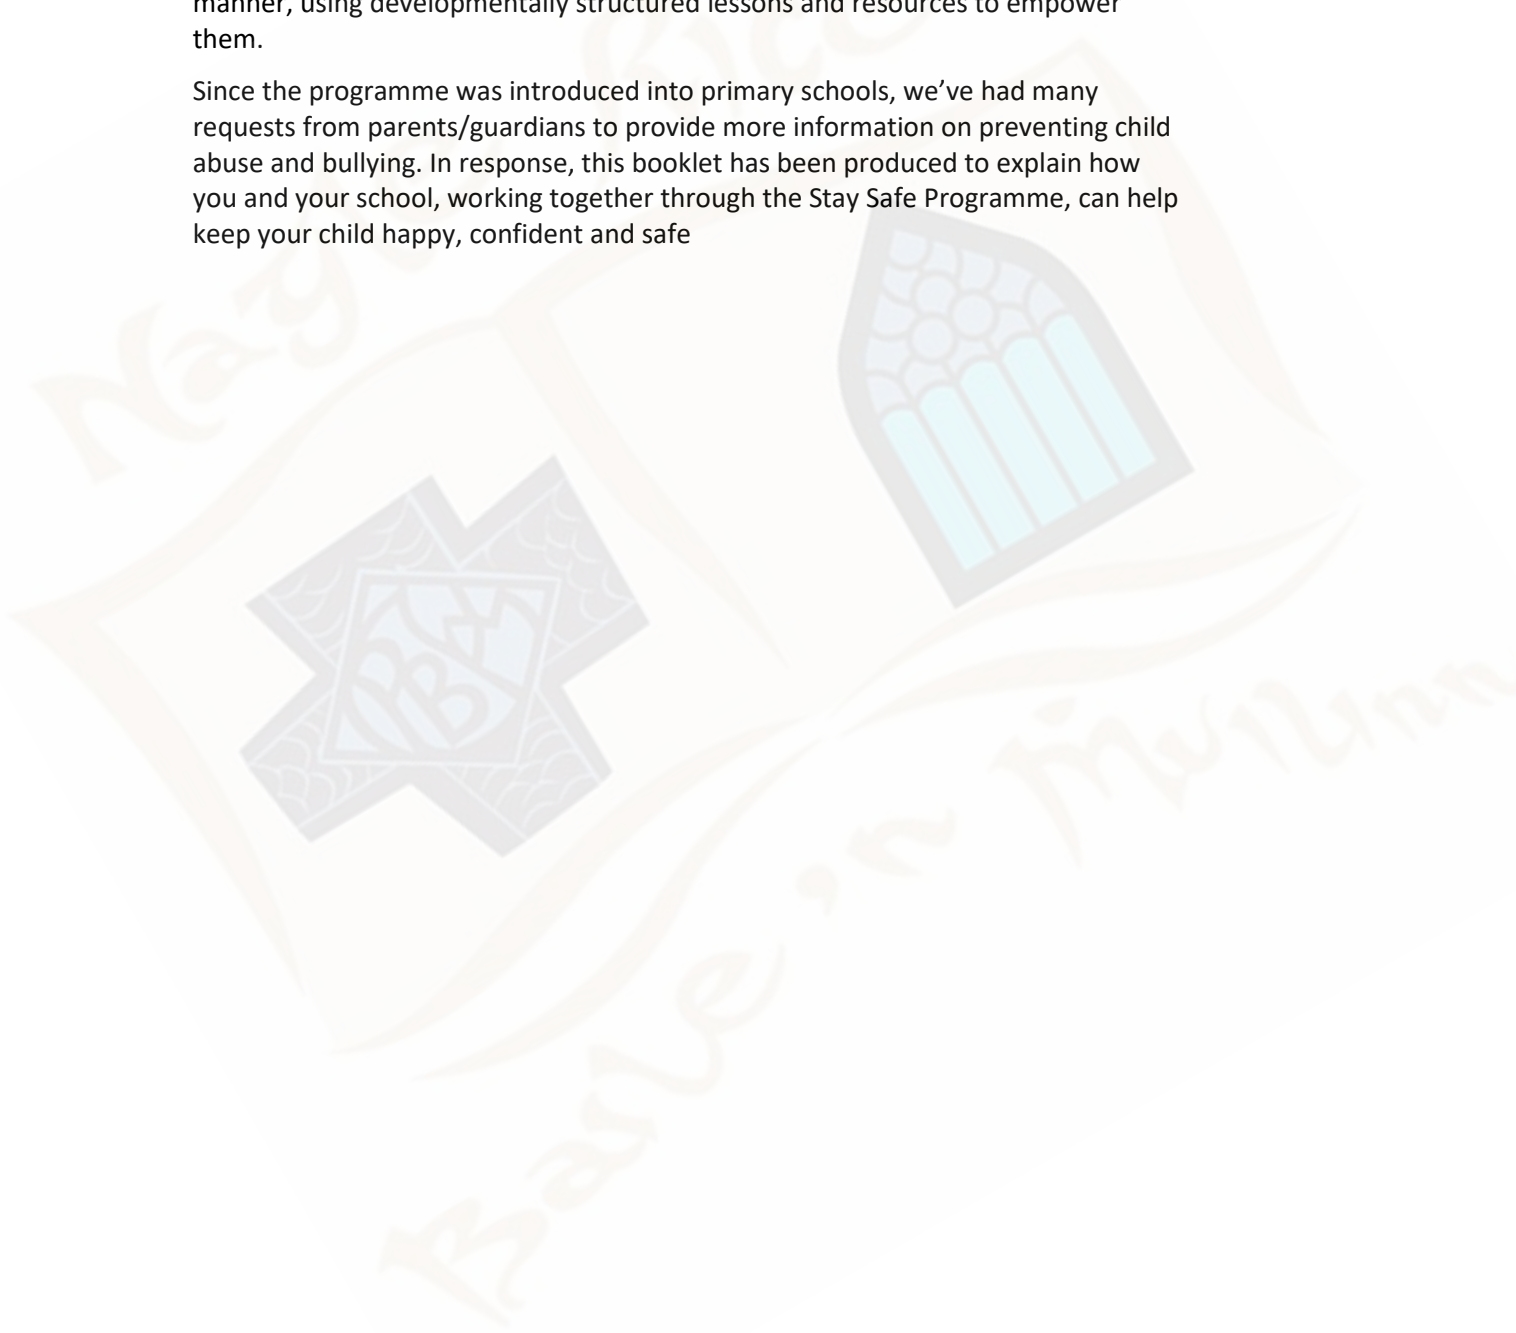 manner, using developmentally structured lessons and resources to empower
them.
Since the programme was introduced into primary schools, we’ve had many
requests from parents/guardians to provide more information on preventing child
abuse and bullying. In response, this booklet has been produced to explain how
you and your school, working together through the Stay Safe Programme, can help
keep your child happy, confident and safe
Nagle Rice